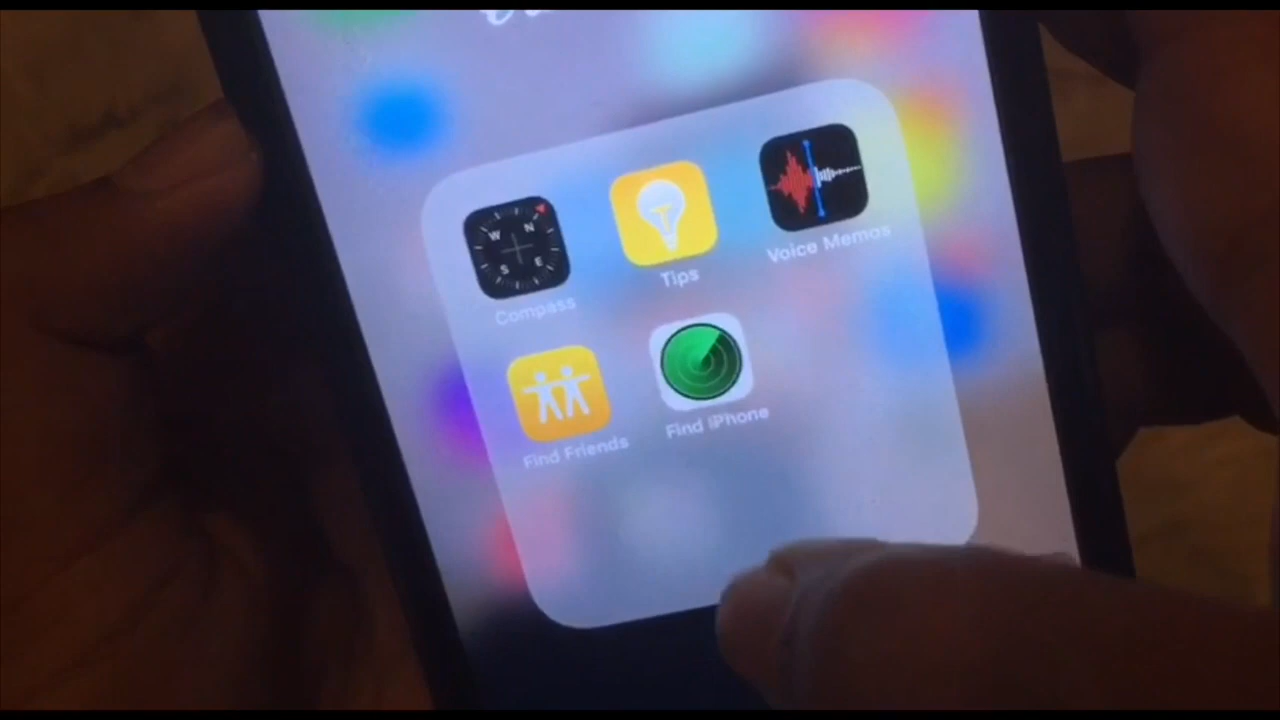 W N
S E
Compass
Tips
Voice Memos
Find Friends
Find iPhone